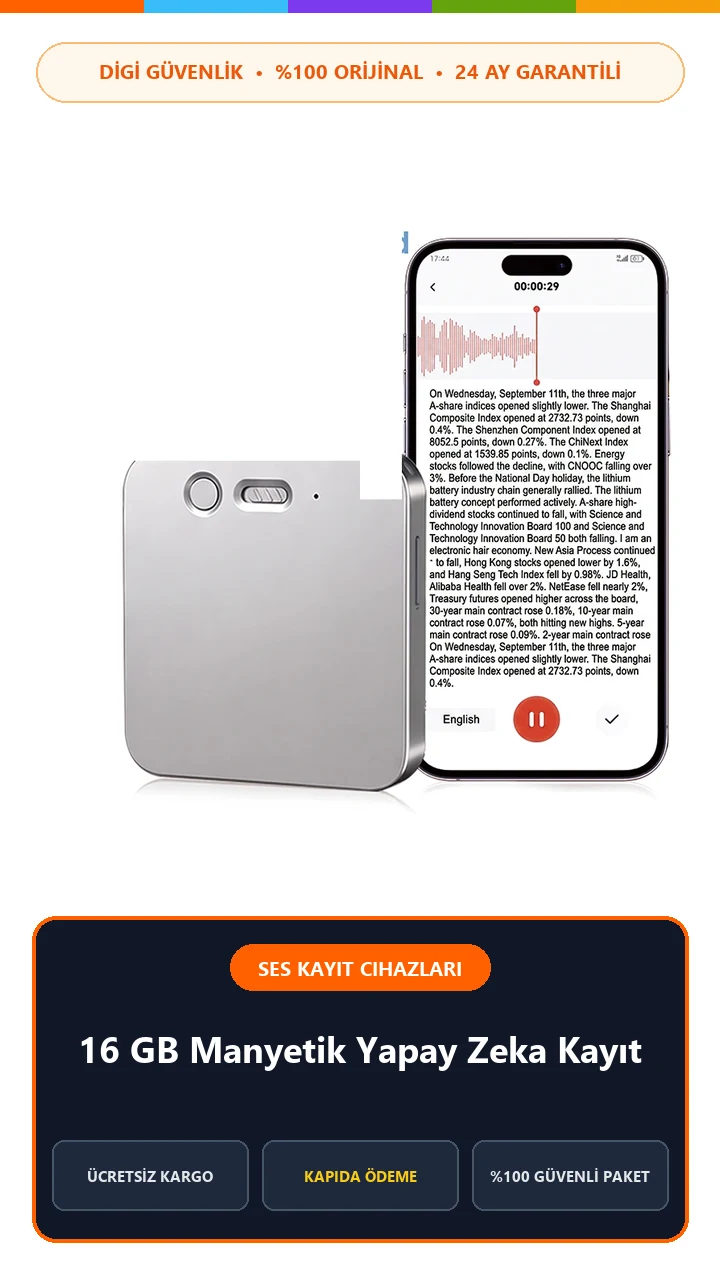 DİGİ GÜVENLİK • %100 ORİJİNAL • 24 AY GARANTİLİ
17:44
00:00:29
On Wednesday, September 11th, the three major
A-share indices opened slightly lower. The Shanghai
Composite Index opened at 2732.73 points, down
0.4%. The Shenzhen Component Index opened at
8052.5 points, down 0.27%. The ChiNext Index
opened at 1539.85 points, down 0.1%. Energy
stocks followed the decline, with CNOOC falling over
3%. Before the National Day holiday, the lithium
battery industry chain generally rallied. The lithium
battery concept performed actively. A-share high-
dividend stocks continued to fall, with Science and
Technology Innovation Board 100 and Science and
Technology Innovation Board 50 both falling. I am an
electronic hair economy. New Asia Process continued
to fall, Hong Kong stocks opened lower by 1.6%,
and Hang Seng Tech Index fell by 0.98%. JD Health,
Alibaba Health fell over 2%. NetEase fell nearly 2%,
Treasury futures opened higher across the board,
30-year main contract rose 0.18%, 10-year main
contract rose 0.07%, both hitting new highs. 5-year
main contract rose 0.09%. 2-year main contract rose
On Wednesday, September 11th, the three major
A-share indices opened slightly lower. The Shanghai
Composite Index opened at 2732.73 points, down
0.4%.
English
SES KAYIT CIHAZLARI
16 GB Manyetik Yapay Zeka Kayıt
ÜCRETSİZ KARGO
KAPIDA ÖDEME
%100 GÜVENLİ PAKET